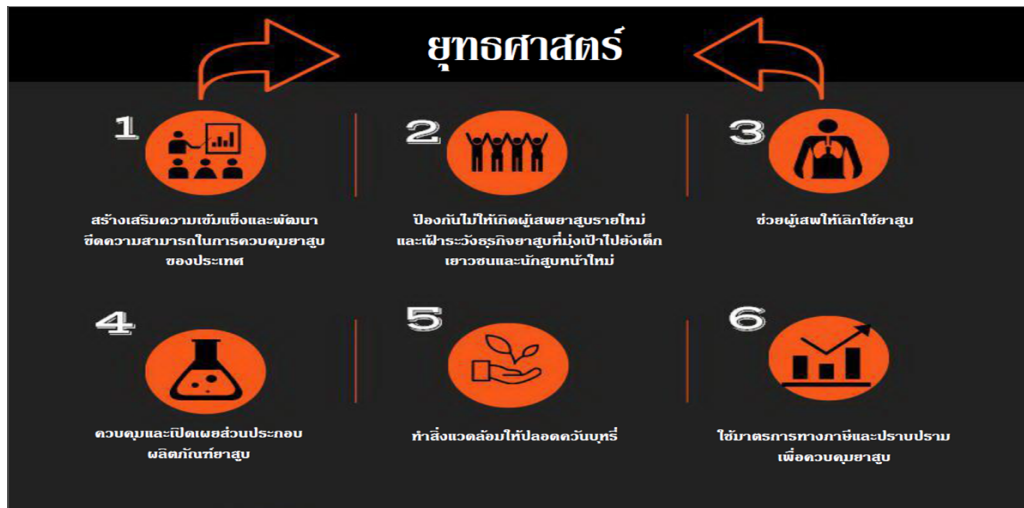 ยุทธศาสตร์
1
สร้างเสริมความเข้มแข็งและพัฒนา
ขีดความสามารถในการควบคุมยาสูบ
ของประเทศ
2
ป้องกันไม่ให้เกิดผู้เสพยาสูบรายใหม่
และเฝ้าระวังธุรกิจยาสูบที่มุ่งเป้าไปยังเด็ก
เยาวชนและนักสูบหน้าใหม่
3
ช่วยผู้เสพให้เลิกใช้ยาสูบ
4
ควบคุมและเปิดเผยส่วนประกอบ
ผลิตภัณฑ์ยาสูบ
5
ทำสิ่งแวดล้อมให้ปลอดควันบุหรี่
6
ใช้มาตรการทางภาษีและปราบปราม
เพื่อควบคุมยาสูบ